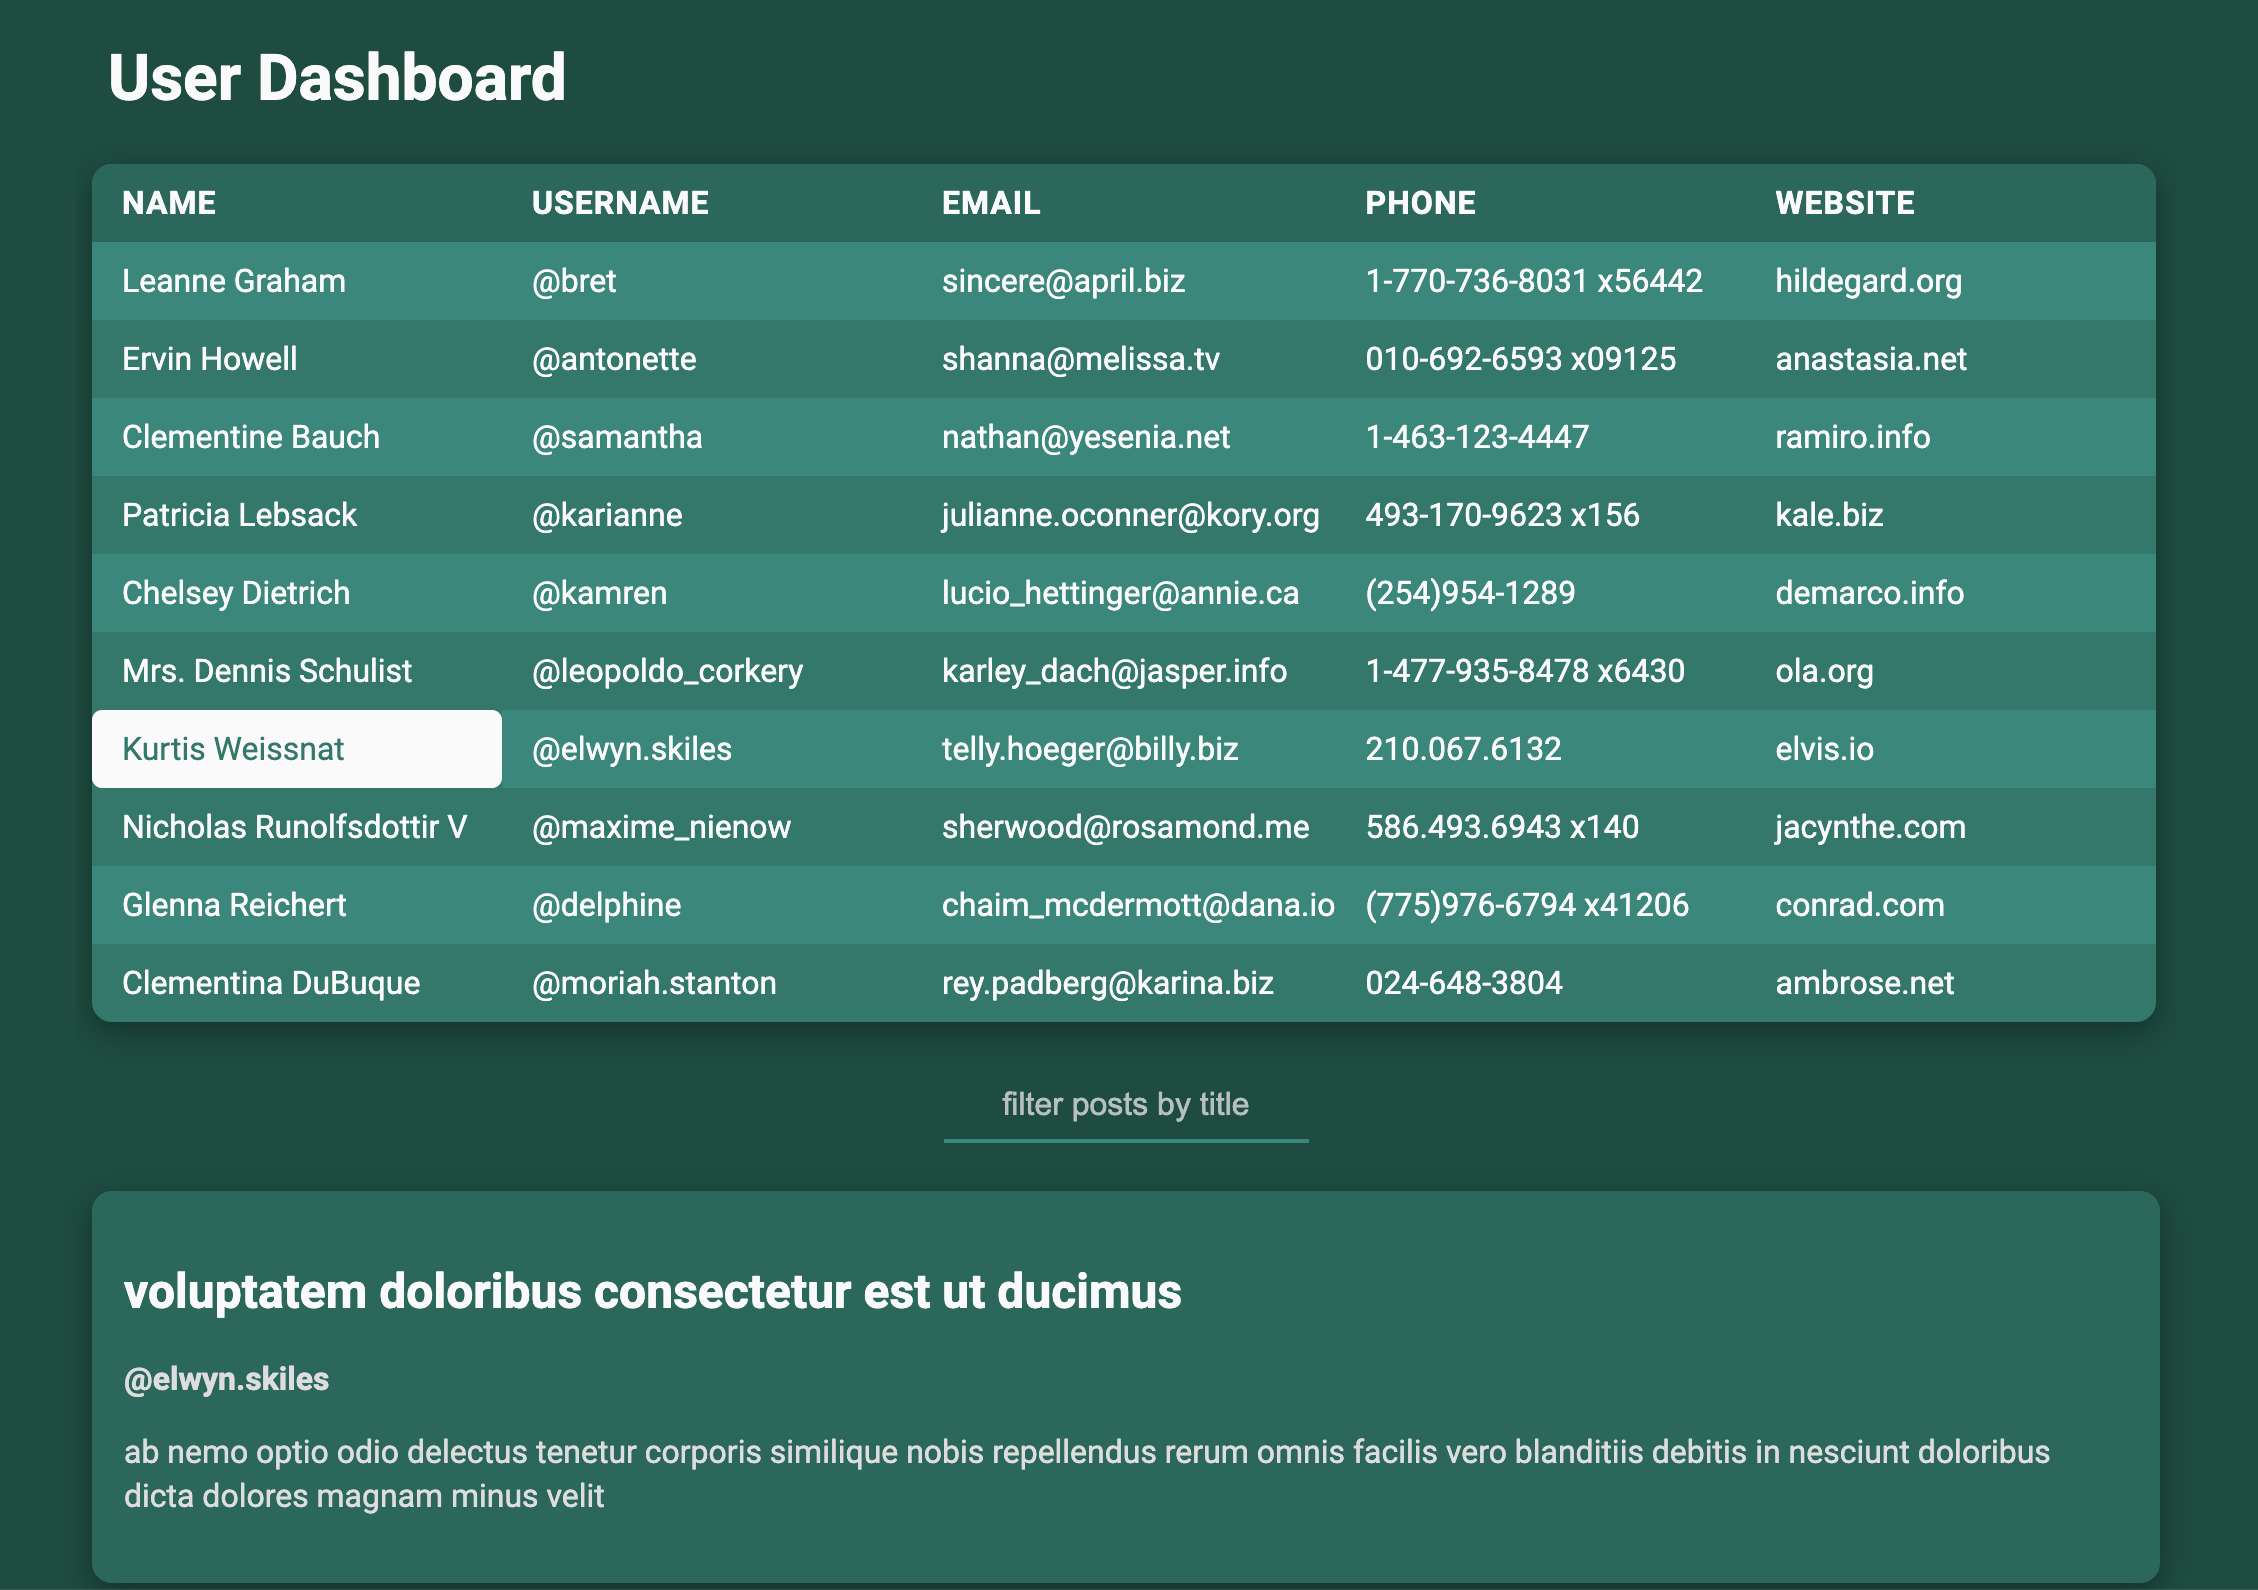 User Dashboard
NAME USERNAME EMAIL PHONE WEBSITE
Leanne Graham @bret sincere@april.biz 1-770-736-8031 x56442 hildegard.org
Ervin Howell @antonette shanna@melissa.tv 010-692-6593 x09125 anastasia.net
Clementine Bauch @samantha nathan@yesenia.net 1-463-123-4447 ramiro.info
Patricia Lebsack @karianne julianne.oconner@kory.org 493-170-9623 x156 kale.biz
Chelsey Dietrich @kamren lucio_hettinger@annie.ca (254)954-1289 demarco.info
Mrs. Dennis Schulist @leopoldo_corkery karley_dach@jasper.info 1-477-935-8478 x6430 ola.org
Kurtis Weissnat @elwyn.skiles telly.hoeger@billy.biz 210.067.6132 elvis.io
Nicholas Runolfsdottir V @maxime_nienow sherwood@rosamond.me 586.493.6943 x140 jacynthe.com
Glenna Reichert @delphine chaim_mcdermott@dana.io (775)976-6794 x41206 conrad.com
Clementina DuBuque @moriah.stanton rey.padberg@karina.biz 024-648-3804 ambrose.net
filter posts by title
voluptatem doloribus consectetur est ut ducimus
@elwyn.skiles
ab nemo optio odio delectus tenetur corporis similique nobis repellendus rerum omnis facilis vero blanditiis debitis in nesciunt doloribus
dicta dolores magnam minus velit